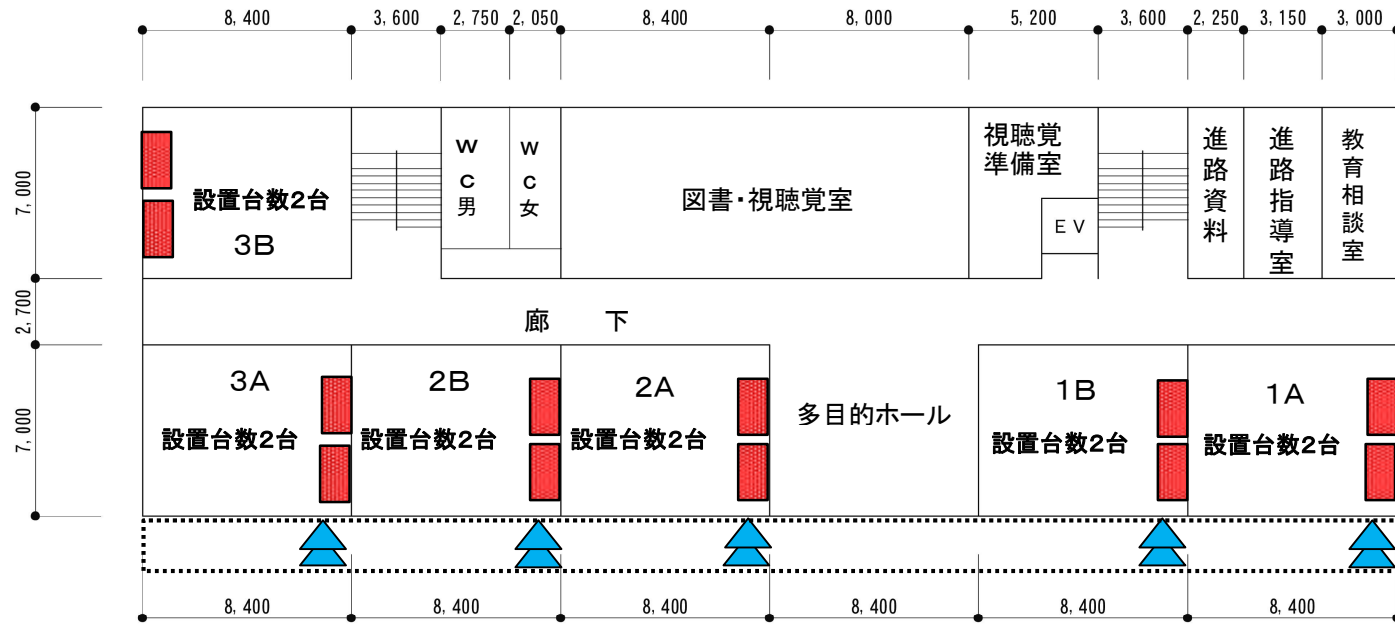 8,400 3,600 2,750 2,050 8,400 8,000 5,200 3,600 2,250 3,150 3,000
7,000
2,700
7,000
設置台数2台
3B
WC男
WC女
図書・視聴覚室
視聴覚
準備室
EV
進路資料
進路指導室
教育相談室
廊 下
3A
設置台数2台
2B
設置台数2台
2A
設置台数2台
多目的ホール
1B
設置台数2台
1A
設置台数2台
8,400 8,400 8,400 8,400 8,400 8,400